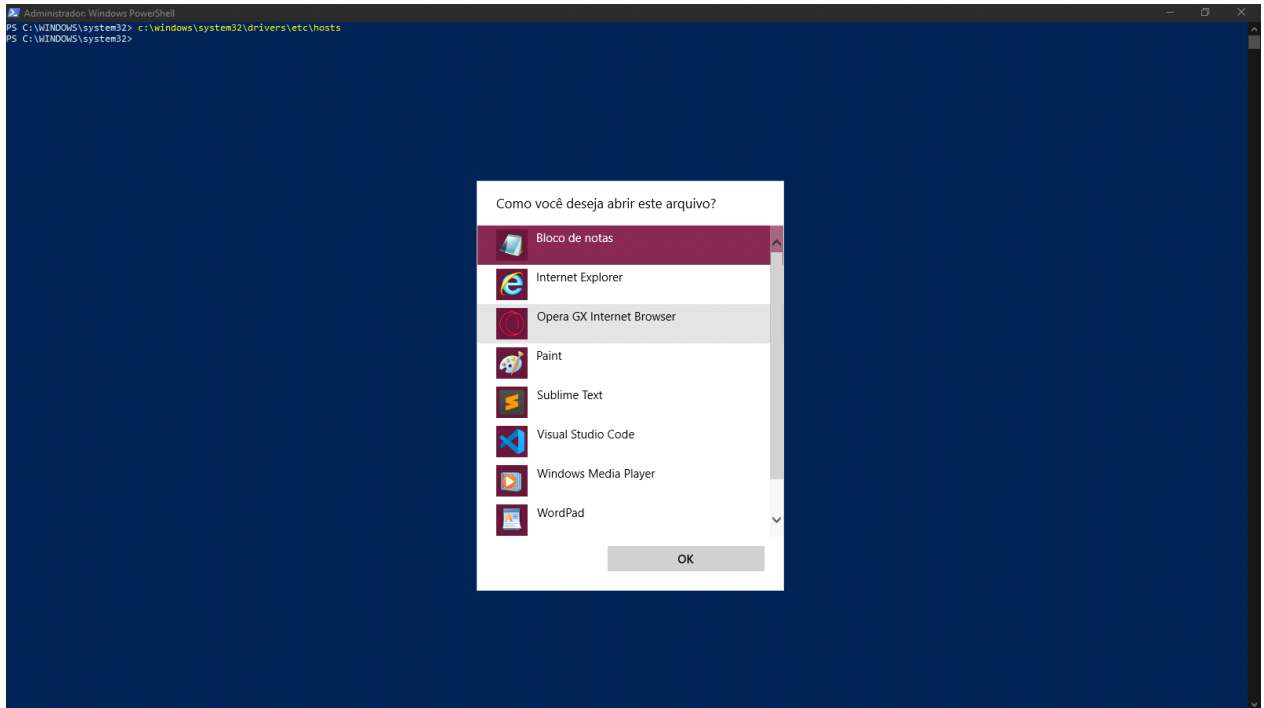 Administrador: Windows PowerShell
PS C:\WINDOWS\system32> c:\windows\system32\drivers\etc\hosts
PS C:\WINDOWS\system32>
Como você deseja abrir este arquivo?
Bloco de notas
Internet Explorer
Opera GX Internet Browser
Paint
Sublime Text
Visual Studio Code
Windows Media Player
WordPad
OK